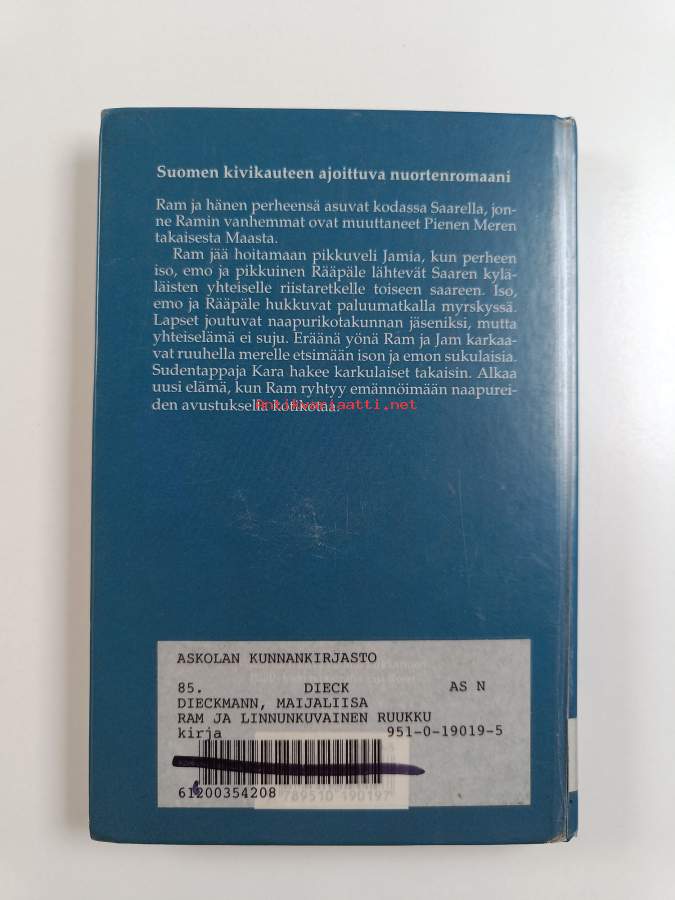 Suomen kivikauteen ajoittuva nuortenromaani
Ram ja hänen perheensä asuvat kodassa Saarella, jon-
ne Ramin vanhemmat ovat muuttaneet Pienen Meren
takaisesta Maasta.
Ram jää hoitamaan pikkuveli Jamia, kun perheen
iso, emo ja pikkuinen Rääpäle lähtevät Saaren kylä-
läisten yhteiselle riistaretkelle toiseen saareen. Iso,
emo ja Rääpäle hukkuvat paluumatkalla myrskyssä.
Lapset joutuvat naapurikotakunnan jäseniksi, mutta
yhteiselämä ei suju. Eräänä yönä Ram ja Jam karkaa-
vat ruuhella merelle etsimään ison ja emon sukulaisia.
Sudentappaja Kara hakee karkulaiset takaisin. Alkaa
uusi elämä, kun Ram ryhtyy emännöimään naapurei-
den avustuksella kotikotaa.
Antikvariaatti.net
ASKOLAN KUNNANKIRJASTO
85. DIECK AS N
DIECKMANN, MAIJALIISA
RAM JA LINNUNKUVAINEN RUUKKU
kirja 951-0-19019-5
61200354208
789510 190197